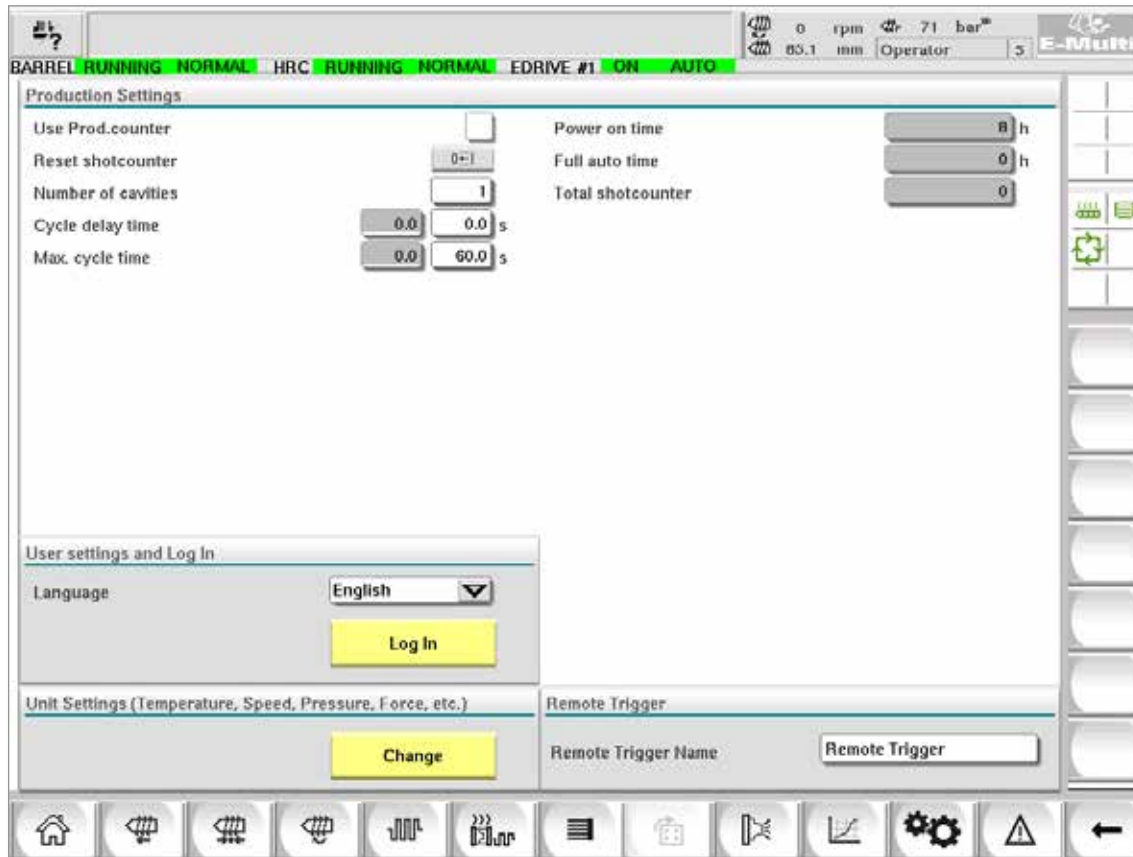 0 rpm 71 bar
mm Operator 5 E-Multi
BARREL RUNNING NORMAL HRC RUNNING NORMAL EDRIVE #1 ON AUTO
Production Settings
Use Prod.counter
Power on time 8 h
Reset shotcounter
Full auto time 0 h
Number of cavities 1
Total shotcounter 0
Cycle delay time 0.0 0.0 s
Max. cycle time 0.0 60.0 s
User settings and Log In
Language English
Log In
Unit Settings (Temperature, Speed, Pressure, Force, etc.)
Remote Trigger
Change
Remote Trigger Name Remote Trigger